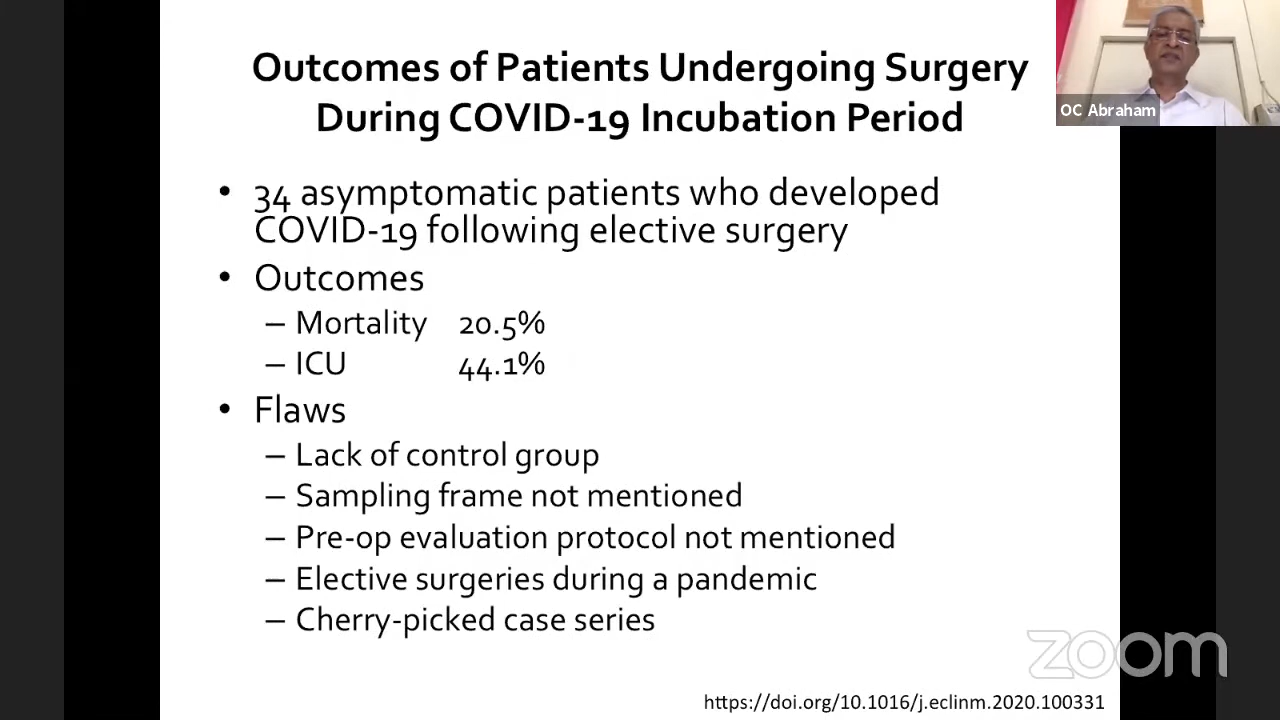 Outcomes of Patients Undergoing Surgery
During COVID-19 Incubation Period
OC Abraham
• 34 asymptomatic patients who developed
COVID-19 following elective surgery
• Outcomes
– Mortality 20.5%
– ICU 44.1%
• Flaws
– Lack of control group
– Sampling frame not mentioned
– Pre-op evaluation protocol not mentioned
– Elective surgeries during a pandemic
– Cherry-picked case series
zoom
https://doi.org/10.1016/j.eclinm.2020.100331